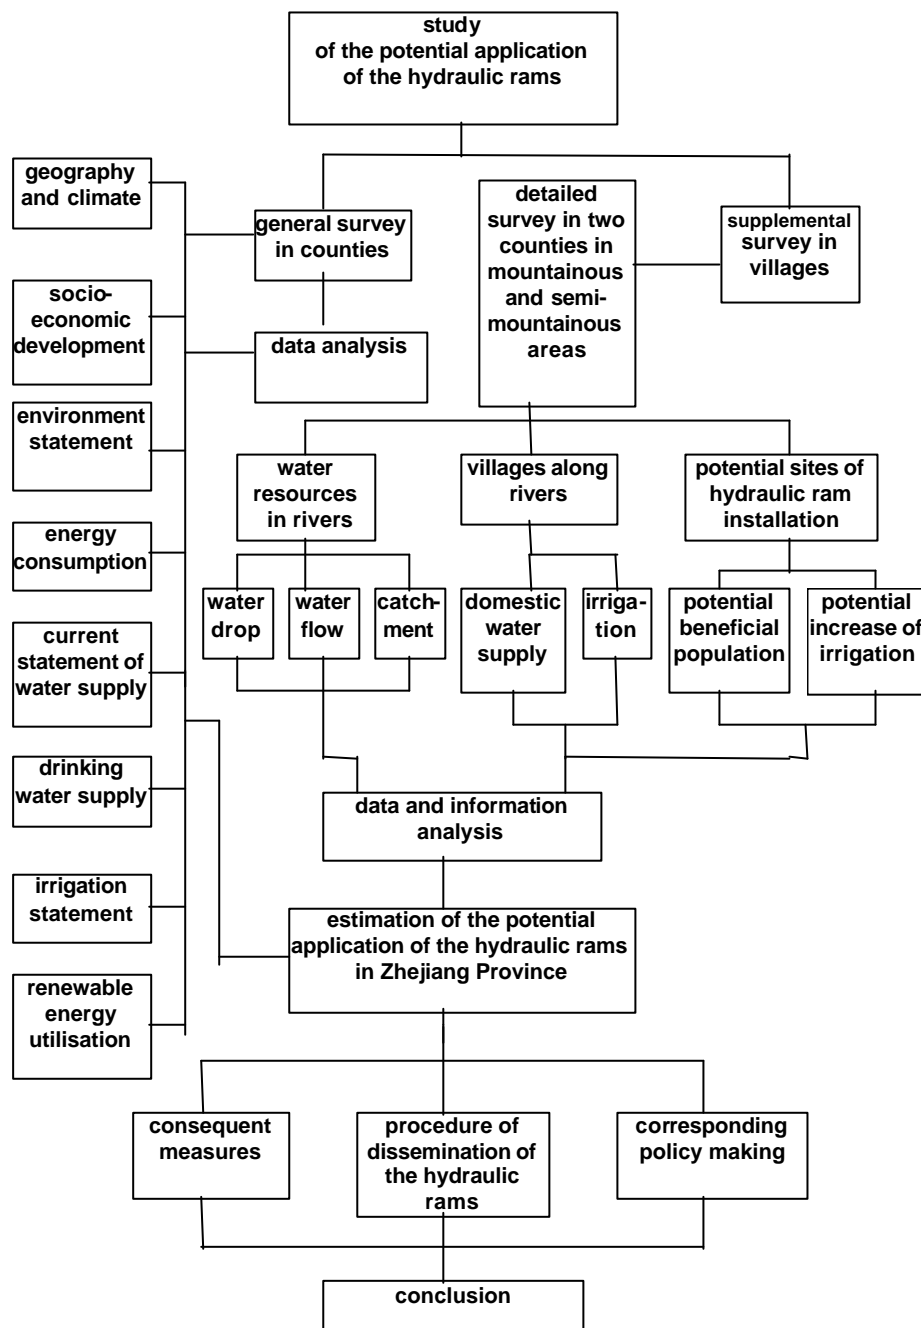 study
of the potential application
of the hydraulic rams
geography
and climate
socio-
economic
development
environment
statement
energy
consumption
current
statement of
water supply
drinking
water supply
irrigation
statement
renewable
energy
utilisation
general survey
in counties
data analysis
detailed
survey in two
counties in
mountainous
and semi-
mountainous
areas
supplemental
survey in
villages
water
resources
in rivers
villages along
rivers
potential sites of
hydraulic ram
installation
water
drop
water
flow
catch-
ment
domestic
water
supply
irriga-
tion
potential
beneficial
population
potential
increase of
irrigation
data and information
analysis
estimation of the potential
application of the hydraulic rams
in Zhejiang Province
consequent
measures
procedure of
dissemination of
the hydraulic
rams
corresponding
policy making
conclusion